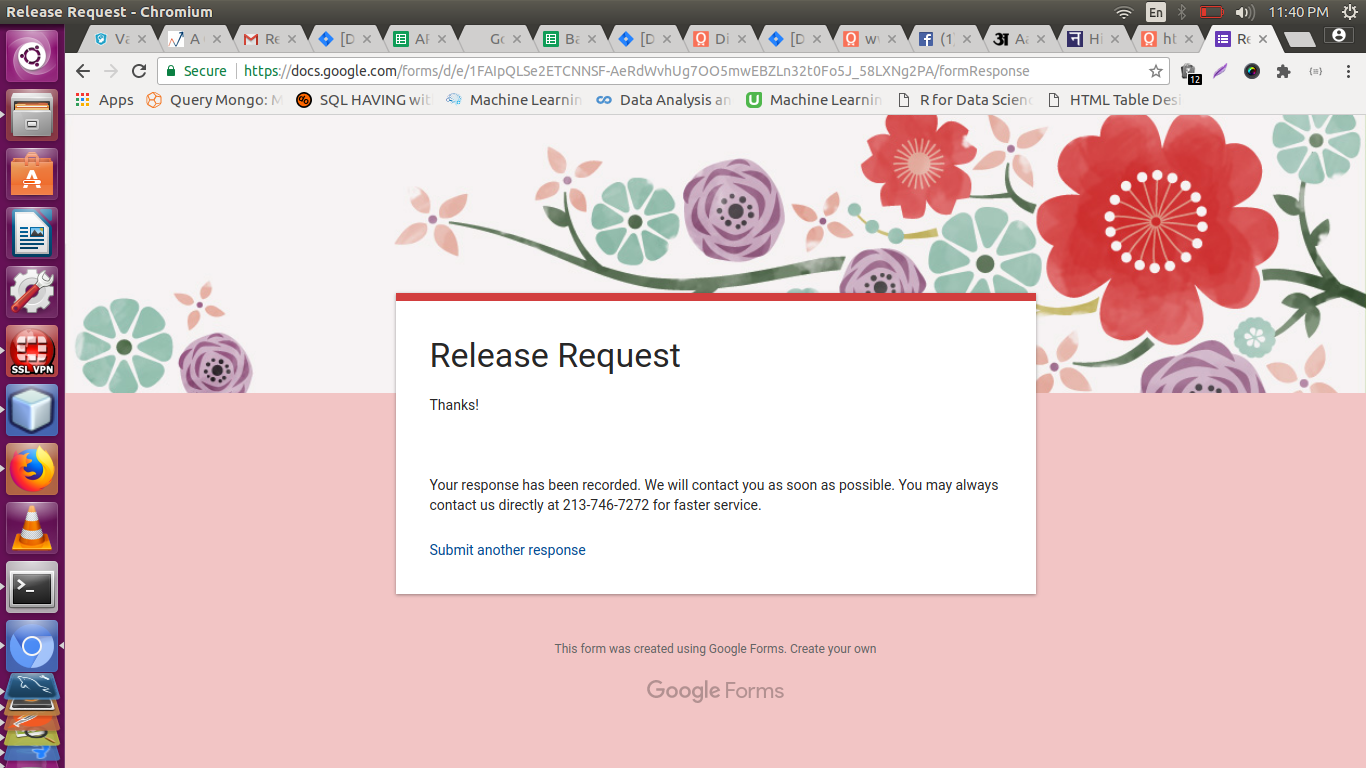 Release Request - Chromium
En
11:40 PM
Va
A
Re
[D
AP
Go
Ba
[D
Di
[D
w
f (1)
Aa
Hi
ht
Re
Secure
https://docs.google.com/forms/d/e/1FAIpQLSe2ETCNNSF-AeRdWvhUg7OO5mwEBZLn32t0Fo5J_58LXNg2PA/formResponse
12
Apps
Query Mongo: M
SQL HAVING wit
Machine Learnin
Data Analysis an
Machine Learnin
R for Data Scienc
HTML Table Desi
SSL VPN
Release Request
Thanks!
Your response has been recorded. We will contact you as soon as possible. You may always
contact us directly at 213-746-7272 for faster service.
Submit another response
This form was created using Google Forms. Create your own
Google Forms